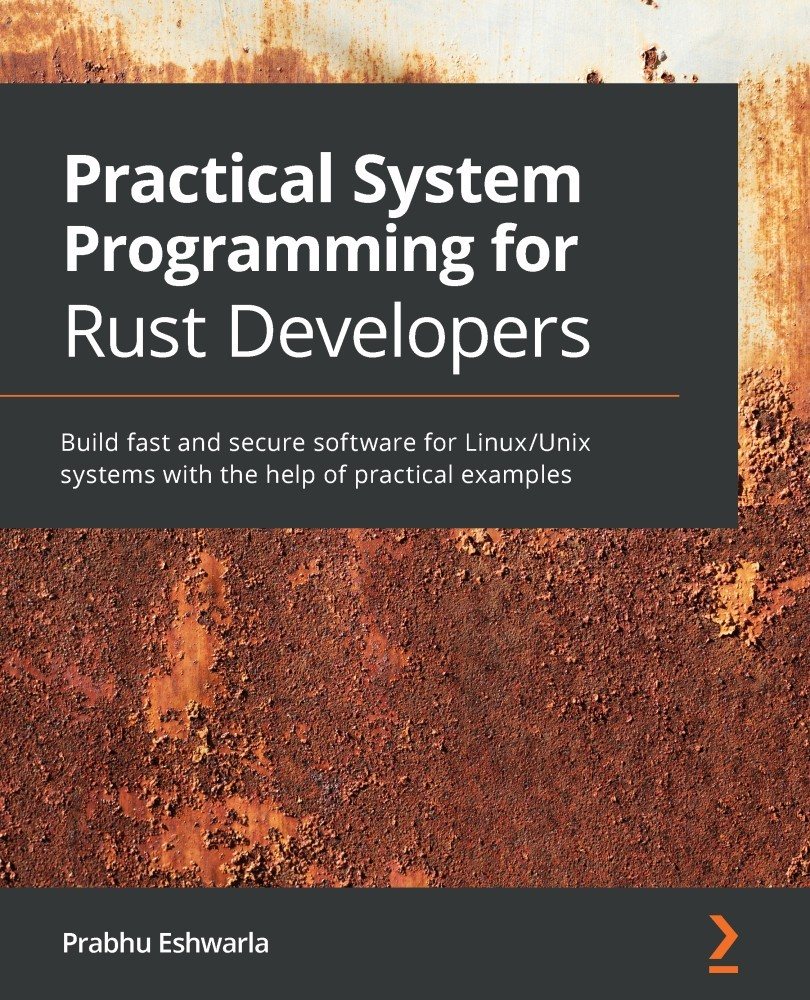 Practical System
Programming for
Rust Developers
Build fast and secure software for Linux/Unix
systems with the help of practical examples
Prabhu Eshwarla